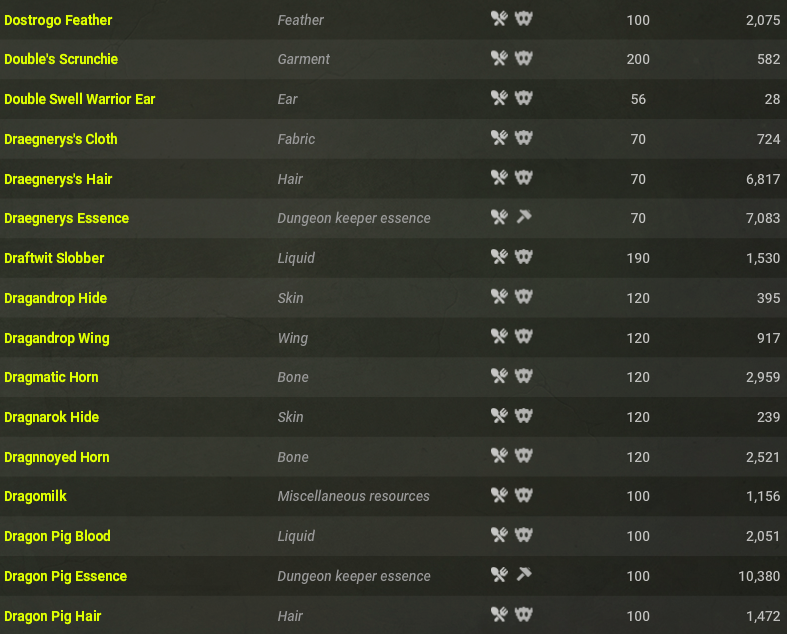 Dostrogo Feather Feather 100 2,075
Double's Scrunchie Garment 200 582
Double Swell Warrior Ear Ear 56 28
Draegnerys's Cloth Fabric 70 724
Draegnerys's Hair Hair 70 6,817
Draegnerys Essence Dungeon keeper essence 70 7,083
Draftwit Slobber Liquid 190 1,530
Dragandrop Hide Skin 120 395
Dragandrop Wing Wing 120 917
Dragmatic Horn Bone 120 2,959
Dragnarok Hide Skin 120 239
Dragnnoyed Horn Bone 120 2,521
Dragomilk Miscellaneous resources 100 1,156
Dragon Pig Blood Liquid 100 2,051
Dragon Pig Essence Dungeon keeper essence 100 10,380
Dragon Pig Hair Hair 100 1,472